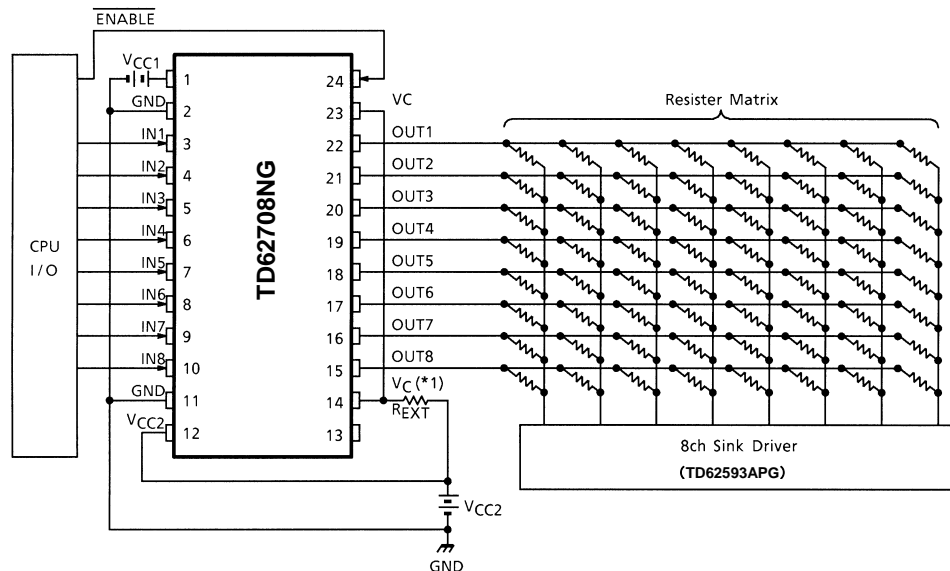 ENABLE
CPU
I/O
VCC1
GND
IN1
IN2
IN3
IN4
IN5
IN6
IN7
IN8
GND
VCC2
1
2
3
4
5
6
7
8
9
10
11
12
TD62708NG
24
23
22
21
20
19
18
17
16
15
14
13
VC
OUT1
OUT2
OUT3
OUT4
OUT5
OUT6
OUT7
OUT8
VC (*1)
REXT
VCC2
GND
Resister Matrix
8ch Sink Driver
(TD62593APG)